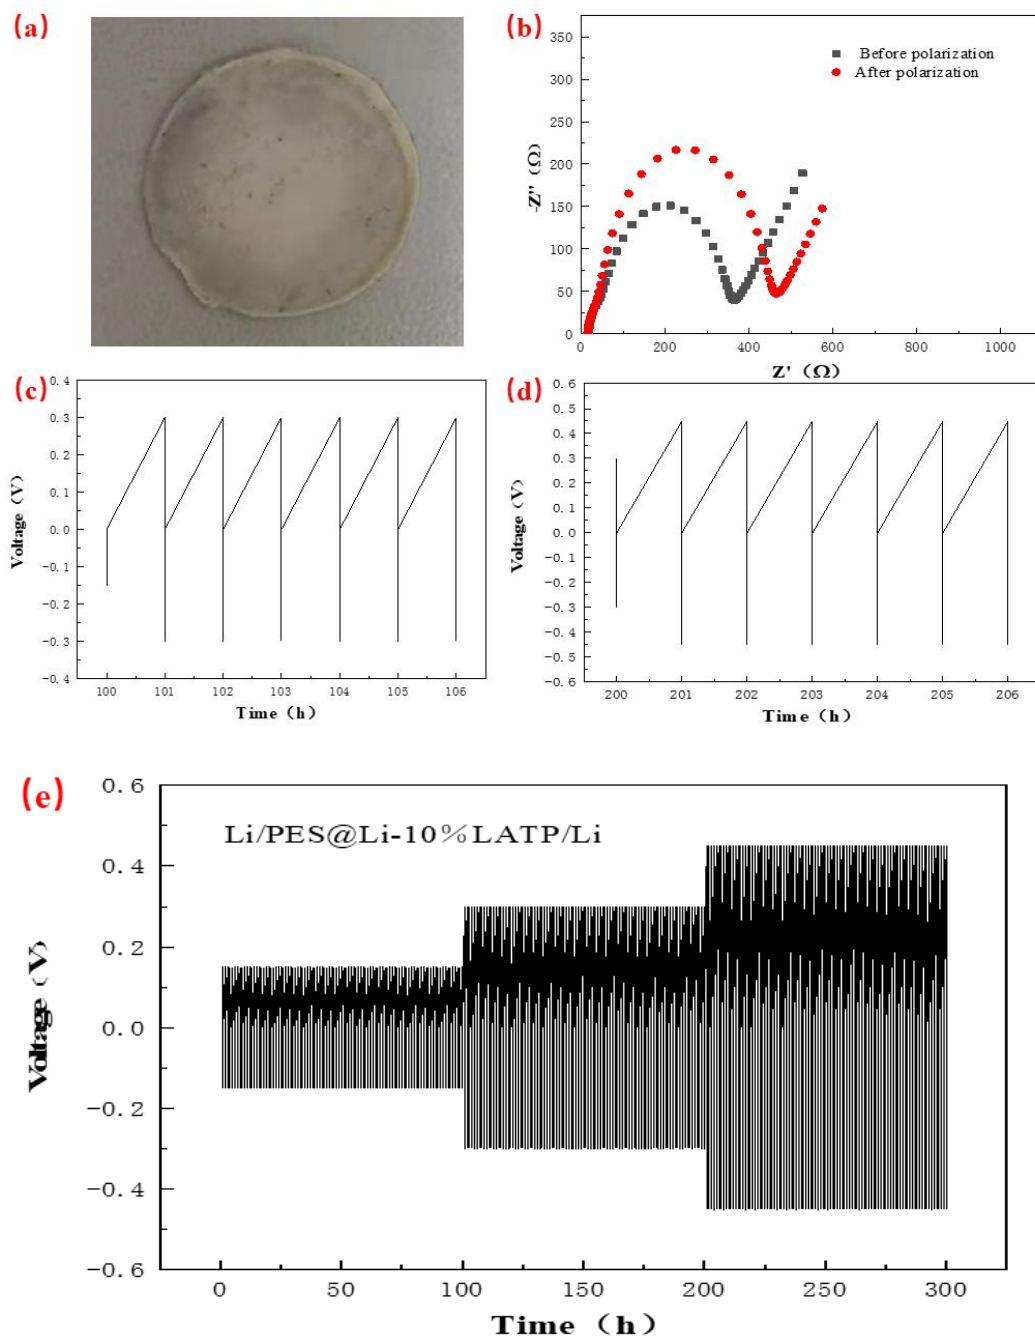 (a)
(b)
350
300
250
200
150
100
50
0
-Z'' (Ω)
Before polarization
After polarization
0 200 400 600 800 1000
Z' (Ω)
(c)
0.4
0.3
0.2
0.1
0.0
-0.1
-0.2
-0.3
-0.4
Voltage (V)
100 101 102 103 104 105 106
Time (h)
(d)
0.6
0.5
0.4
0.3
0.2
0.1
0.0
-0.1
-0.2
-0.3
-0.4
-0.5
-0.6
Voltage (V)
200 201 202 203 204 205 206
Time (h)
(e)
0.6
0.4
0.2
0.0
-0.2
-0.4
-0.6
Voltage (V)
Li/PES@Li-10%LATP/Li
0 50 100 150 200 250 300
Time (h)